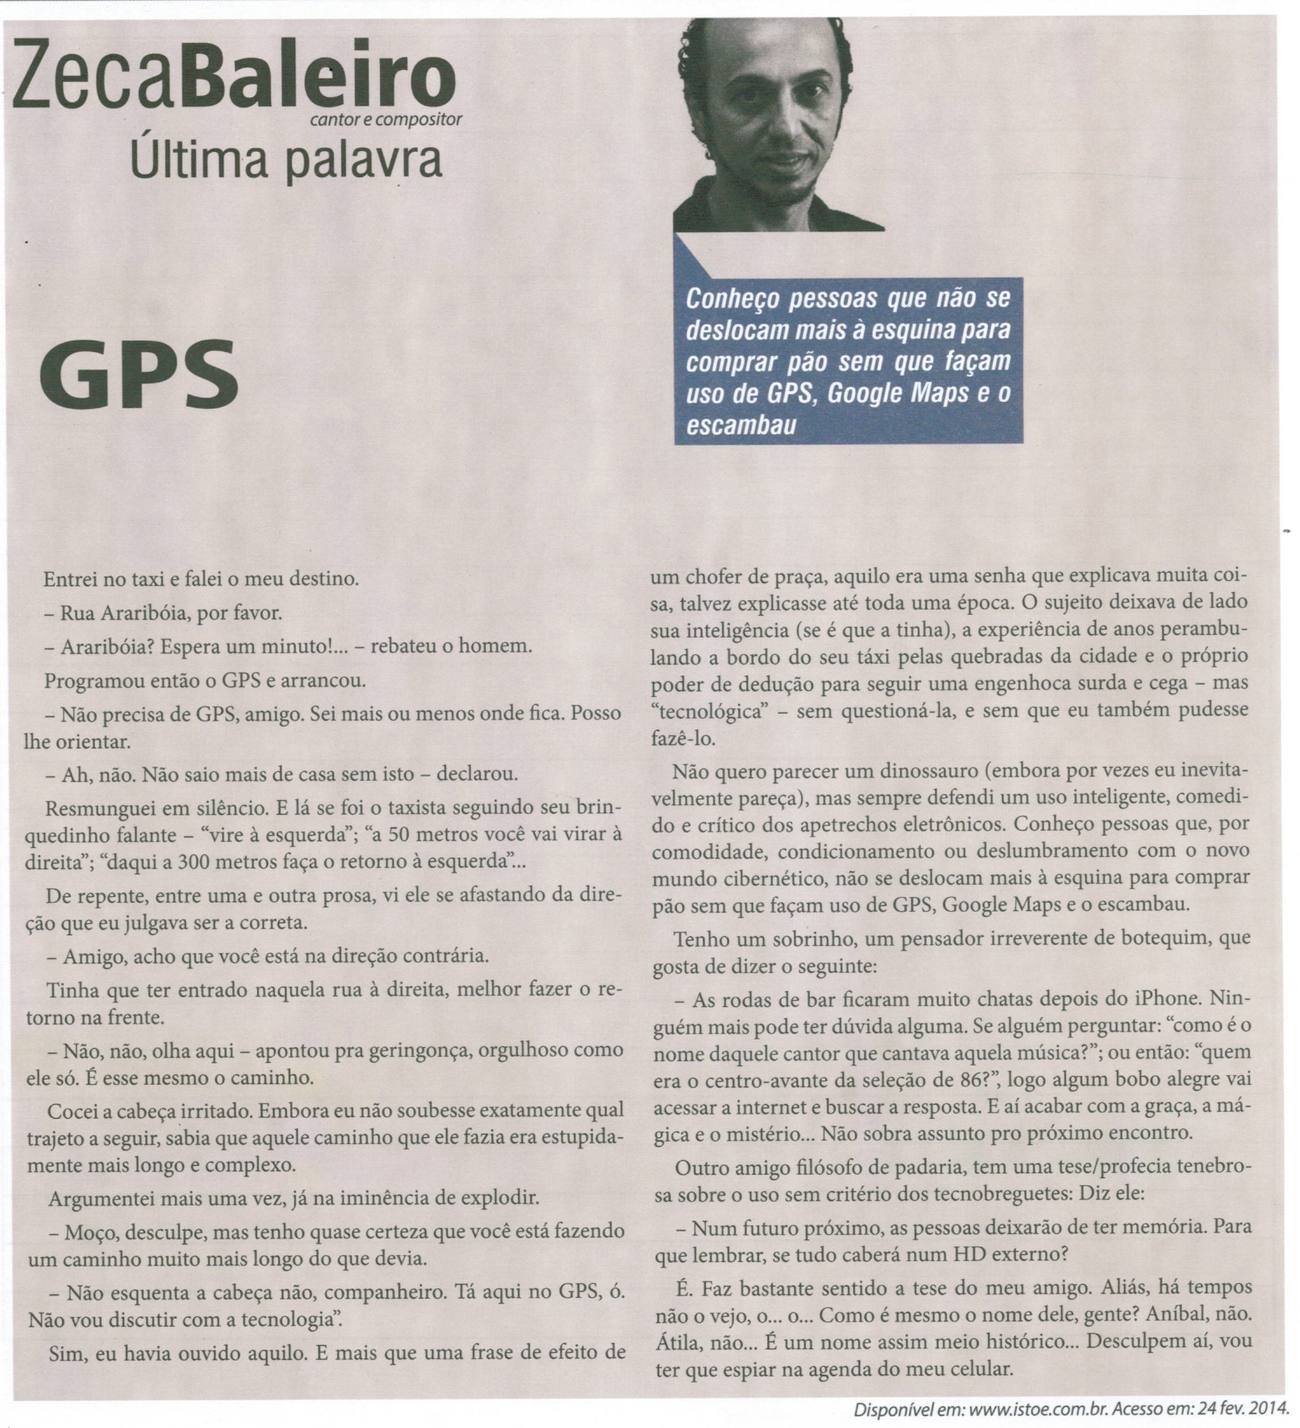 ZecaBaleiro
cantor e compositor
Última palavra
Conheço pessoas que não se
deslocam mais à esquina para
comprar pão sem que façam
uso de GPS, Google Maps e o
escambau
GPS
Entrei no taxi e falei o meu destino.
– Rua Araribóia, por favor.
– Araribóia? Espera um minuto!... – rebateu o homem.
Programou então o GPS e arrancou.
– Não precisa de GPS, amigo. Sei mais ou menos onde fica. Posso
lhe orientar.
– Ah, não. Não saio mais de casa sem isto – declarou.
Resmunguei em silêncio. E lá se foi o taxista seguindo seu brin-
quedinho falante – “vire à esquerda”; “a 50 metros você vai virar à
direita”; “daqui a 300 metros faça o retorno à esquerda”...
De repente, entre uma e outra prosa, vi ele se afastando da dire-
ção que eu julgava ser a correta.
– Amigo, acho que você está na direção contrária.
Tinha que ter entrado naquela rua à direita, melhor fazer o re-
torno na frente.
– Não, não, olha aqui – apontou pra geringonça, orgulhoso como
ele só. É esse mesmo o caminho.
Cocei a cabeça irritado. Embora eu não soubesse exatamente qual
trajeto a seguir, sabia que aquele caminho que ele fazia era estupida-
mente mais longo e complexo.
Argumentei mais uma vez, já na iminência de explodir.
– Moço, desculpe, mas tenho quase certeza que você está fazendo
um caminho muito mais longo do que devia.
– Não esquenta a cabeça não, companheiro. Tá aqui no GPS, ó.
Não vou discutir com a tecnologia”.
Sim, eu havia ouvido aquilo. E mais que uma frase de efeito de
um chofer de praça, aquilo era uma senha que explicava muita coi-
sa, talvez explicasse até toda uma época. O sujeito deixava de lado
sua inteligência (se é que a tinha), a experiência de anos perambu-
lando a bordo do seu táxi pelas quebradas da cidade e o próprio
poder de dedução para seguir uma engenhoca surda e cega – mas
“tecnológica” – sem questioná-la, e sem que eu também pudesse
fazê-lo.
Não quero parecer um dinossauro (embora por vezes eu inevita-
velmente pareça), mas sempre defendi um uso inteligente, comedi-
do e crítico dos apetrechos eletrônicos. Conheço pessoas que, por
comodidade, condicionamento ou deslumbramento com o novo
mundo cibernético, não se deslocam mais à esquina para comprar
pão sem que façam uso de GPS, Google Maps e o escambau.
Tenho um sobrinho, um pensador irreverente de botequim, que
gosta de dizer o seguinte:
– As rodas de bar ficaram muito chatas depois do iPhone. Nin-
guém mais pode ter dúvida alguma. Se alguém perguntar: “como é o
nome daquele cantor que cantava aquela música?”; ou então: “quem
era o centro-avante da seleção de 86?”, logo algum bobo alegre vai
acessar a internet e buscar a resposta. E aí acabar com a graça, a má-
gica e o mistério... Não sobra assunto pro próximo encontro.
Outro amigo filósofo de padaria, tem uma tese/profecia tenebro-
sa sobre o uso sem critério dos tecnobreguetes: Diz ele:
– Num futuro próximo, as pessoas deixarão de ter memória. Para
que lembrar, se tudo caberá num HD externo?
É. Faz bastante sentido a tese do meu amigo. Aliás, há tempos
não o vejo, o... o... Como é mesmo o nome dele, gente? Aníbal, não.
Átila, não... É um nome assim meio histórico... Desculpem aí, vou
ter que espiar na agenda do meu celular.
Disponível em: www.istoe.com.br. Acesso em: 24 fev. 2014.